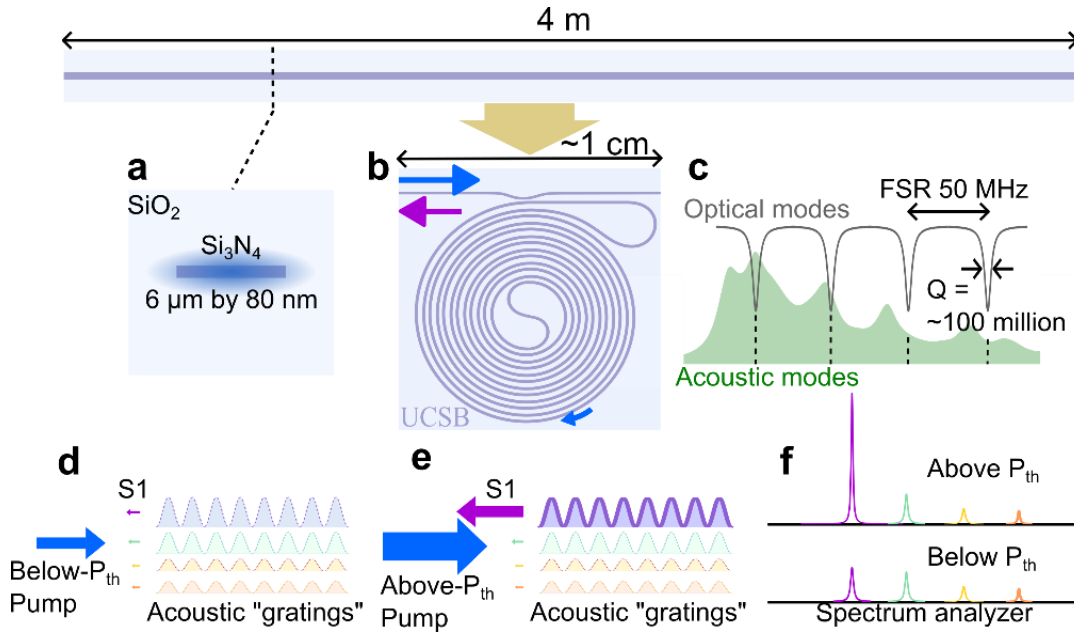 4 m
a
SiO₂
Si₃N₄
6 µm by 80 nm
b
~1 cm
UCSB
c
FSR 50 MHz
Optical modes
Q =
~100 million
Acoustic modes
d
S1
Below-Pₜₕ
Pump
Acoustic "gratings"
e
S1
Above-Pₜₕ
Pump
Acoustic "gratings"
f
Above Pₜₕ
Below Pₜₕ
Spectrum analyzer